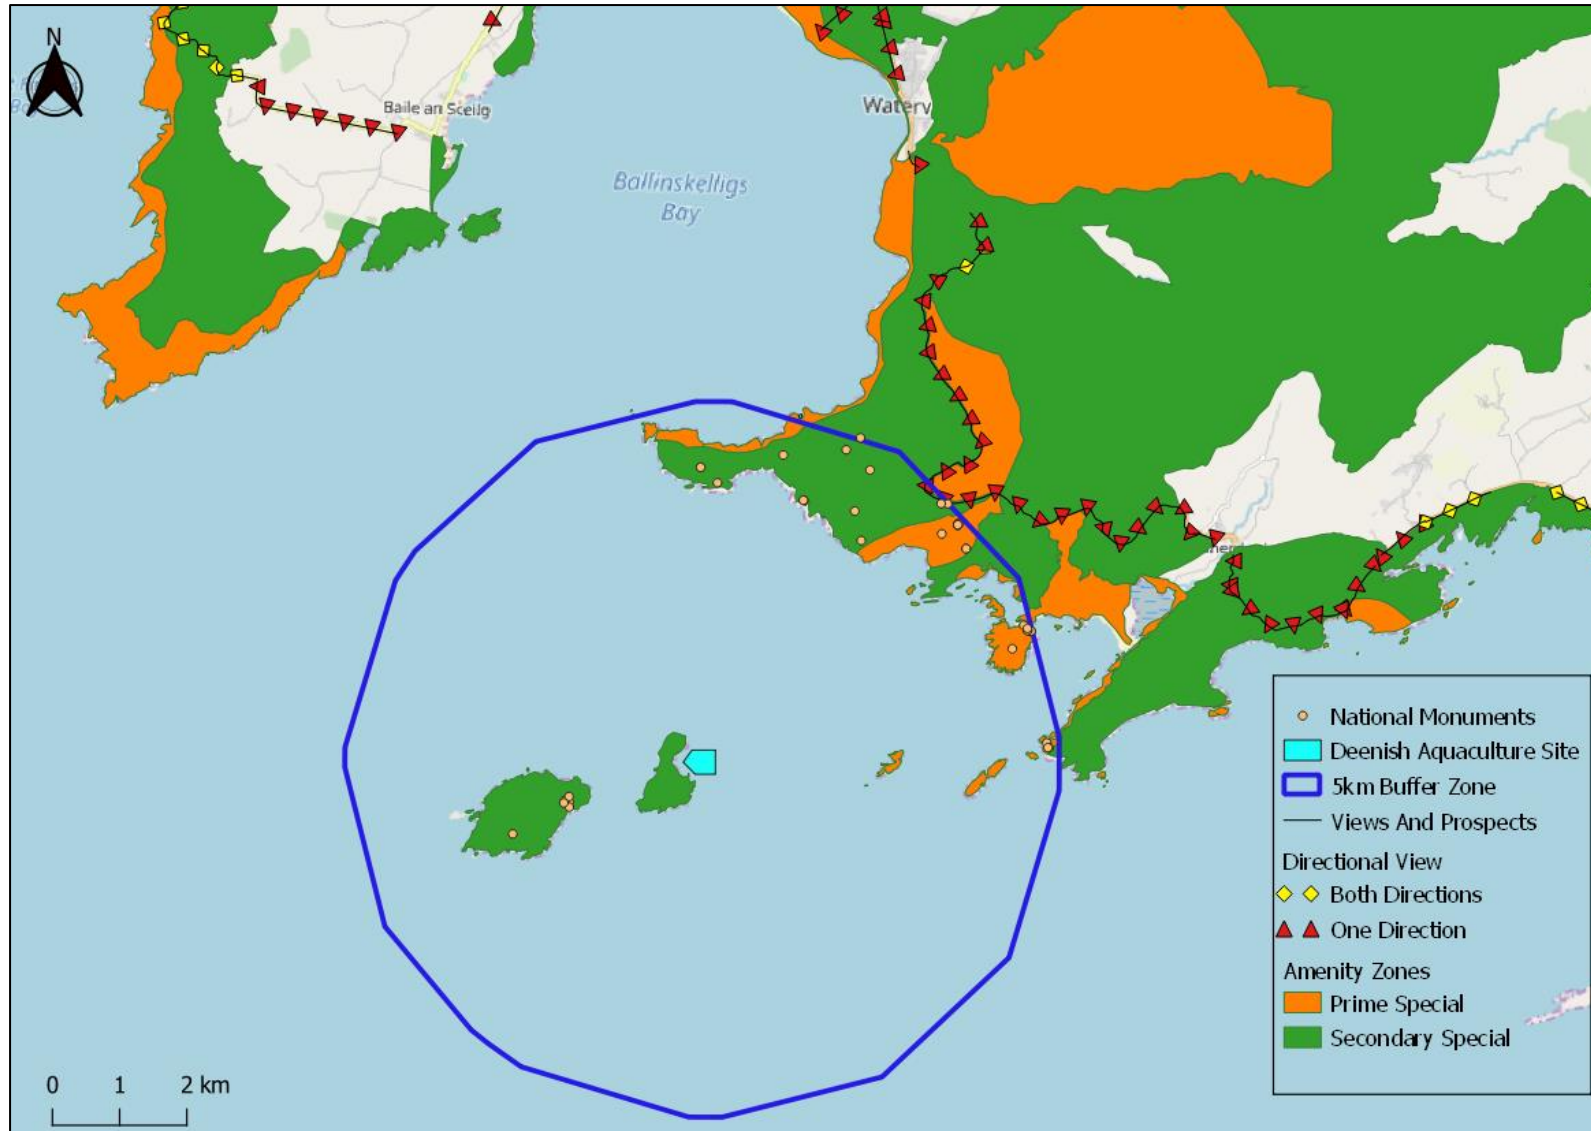 N
Baile an Sceilg
Waterv
Ballinskelligs
Bay
National Monuments
Deenish Aquaculture Site
5km Buffer Zone
Views And Prospects
Directional View
Both Directions
One Direction
Amenity Zones
Prime Special
Secondary Special
0 1 2 km